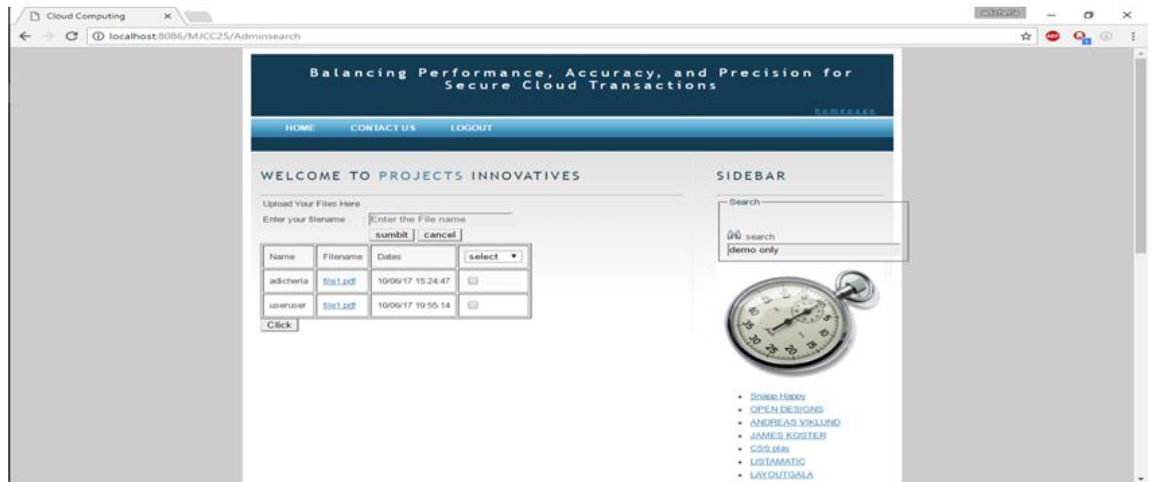 Cloud Computing
localhost:8086/MJCC25/Adminsearch
Balancing Performance, Accuracy, and Precision for
Secure Cloud Transactions
homepage
HOME CONTACT US LOGOUT
WELCOME TO PROJECTS INNOVATIVES
Upload Your Files Here
Enter your filename : Enter the File name
sumbit cancel
Name Filename Dates select
adicherla file1.pdf 10/06/17 15:24:47
useruser file1.pdf 10/06/17 19:55:14
Click
SIDEBAR
Search
:search
demo only
Snapp Happy
OPEN DESIGNS
ANDREAS VIKLUND
JAMES KOSTER
CSS play
LISTAMATIC
LAYOUTGALA